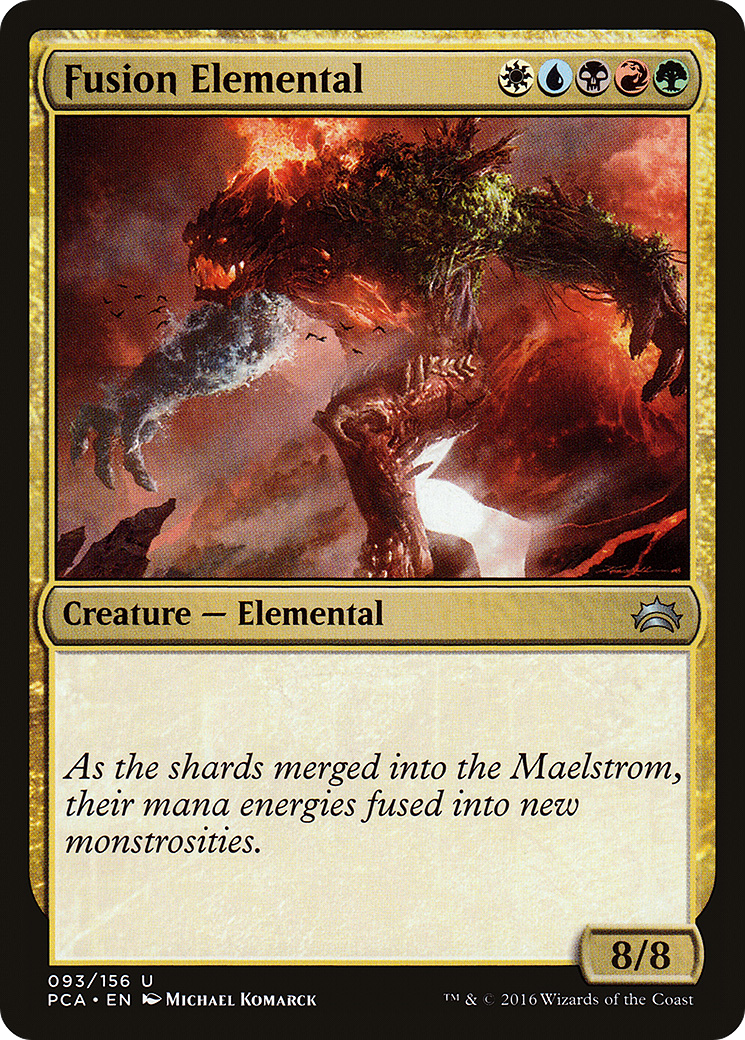 Fusion Elemental
Creature — Elemental
As the shards merged into the Maelstrom,
their mana energies fused into new
monstrosities.
8/8
093/156 U
PCA • EN Michael Komarck
™ & © 2016 Wizards of the Coast